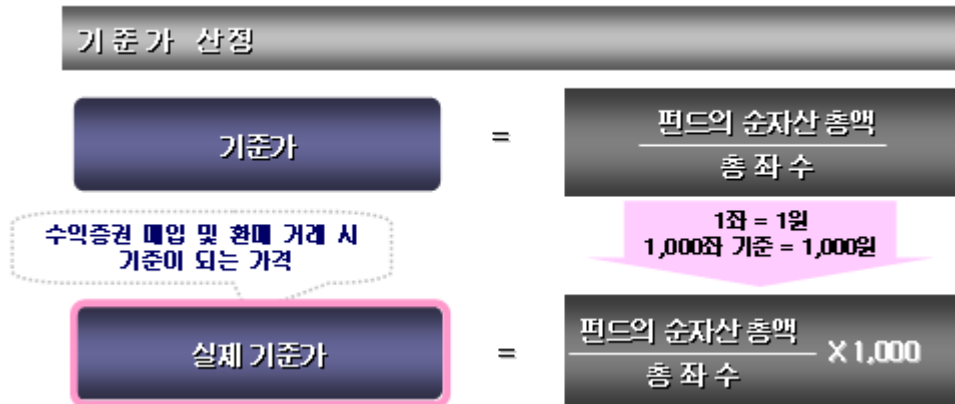 기준가 산정
기준가 = 펀드의 순자산 총액
총 좌 수
수익증권 매입 및 환매 거래 시
기준이 되는 가격
1좌 = 1원
1,000좌 기준 = 1,000원
실제 기준가 = 펀드의 순자산 총액 X 1,000
총 좌 수